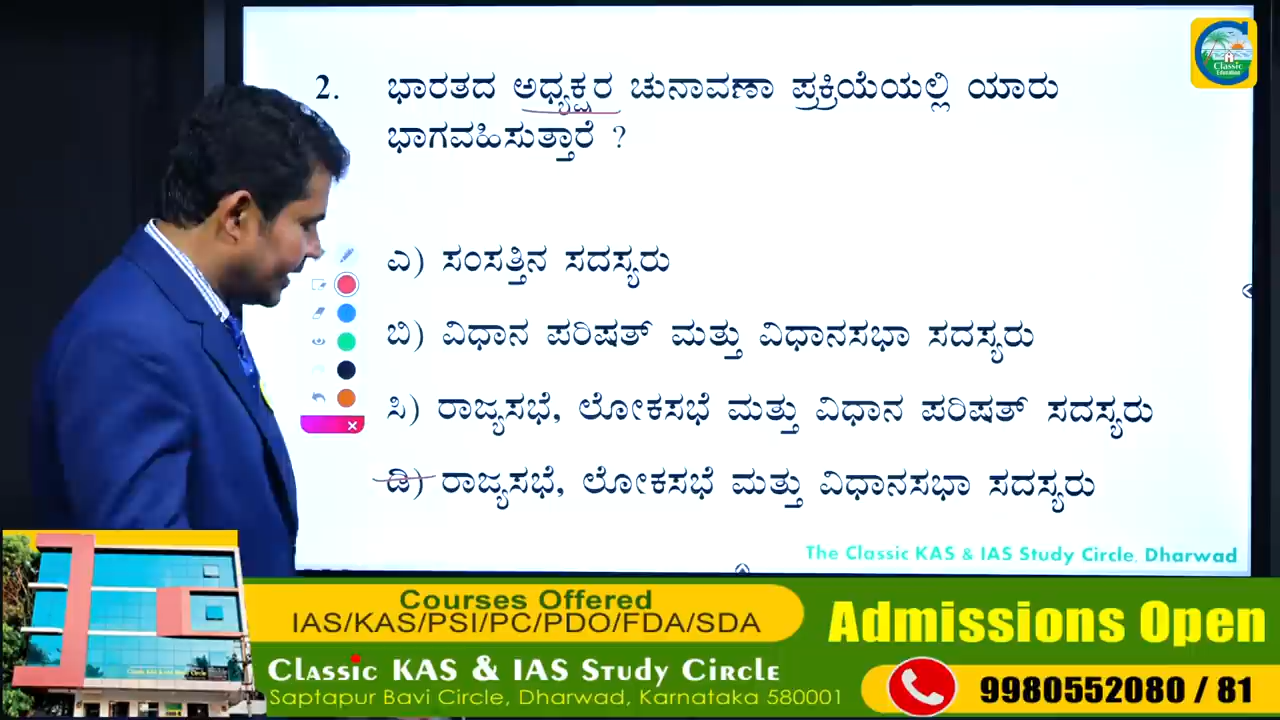 2. ಭಾರತದ ಅಧ್ಯಕ್ಷರ ಚುನಾವಣಾ ಪ್ರಕ್ರಿಯೆಯಲ್ಲಿ ಯಾರು
ಭಾಗವಹಿಸುತ್ತಾರೆ ?
ಎ) ಸಂಸತ್ತಿನ ಸದಸ್ಯರು
ಬಿ) ವಿಧಾನ ಪರಿಷತ್ ಮತ್ತು ವಿಧಾನಸಭಾ ಸದಸ್ಯರು
ಸಿ) ರಾಜ್ಯಸಭೆ, ಲೋಕಸಭೆ ಮತ್ತು ವಿಧಾನ ಪರಿಷತ್ ಸದಸ್ಯರು
ಡಿ) ರಾಜ್ಯಸಭೆ, ಲೋಕಸಭೆ ಮತ್ತು ವಿಧಾನಸಭಾ ಸದಸ್ಯರು
The Classic KAS & IAS Study Circle, Dharwad
Classic
Education
Courses Offered
IAS/KAS/PSI/PC/PDO/FDA/SDA
Classic KAS & IAS Study Circle
Saptapur Bavi Circle, Dharwad, Karnataka 580001
Admissions Open
9980552080 / 81